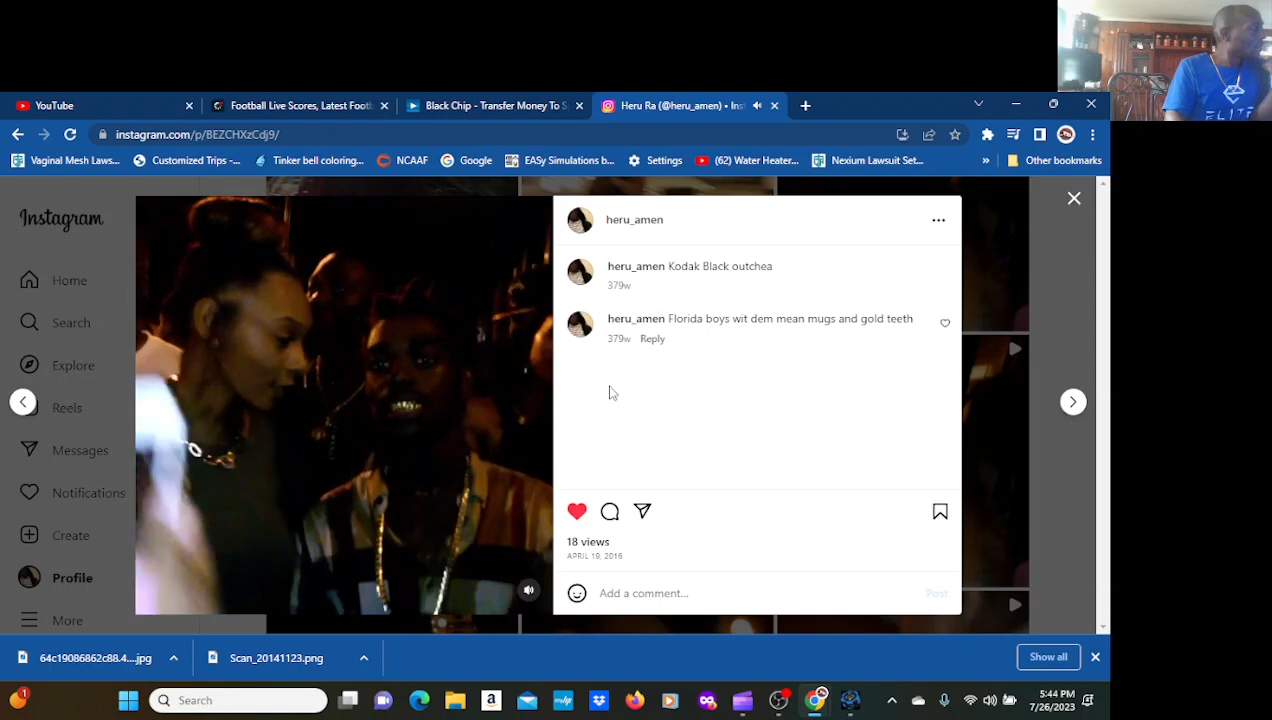 YouTube
Football Live Scores, Latest Footb
Black Chip - Transfer Money To S
Heru Ra (@heru_amen) • Inst
instagram.com/p/BEZCHXzCdj9/
Vaginal Mesh Laws...
Customized Trips -...
Tinker bell coloring...
NCAAF
Google
EASy Simulations b...
Settings
(62) Water Heater...
Nexium Lawsuit Set...
»
Other bookmarks
ELITE
Instagram
Home
Search
Explore
Reels
Messages
Notifications
Create
Profile
More
heru_amen
heru_amen Kodak Black outchea
379w
heru_amen Florida boys wit dem mean mugs and gold teeth
379w Reply
18 views
APRIL 19, 2016
Add a comment...
Post
64c19086862c88.4....jpg
Scan_20141123.png
Show all
1
Search
5:44 PM
7/26/2023